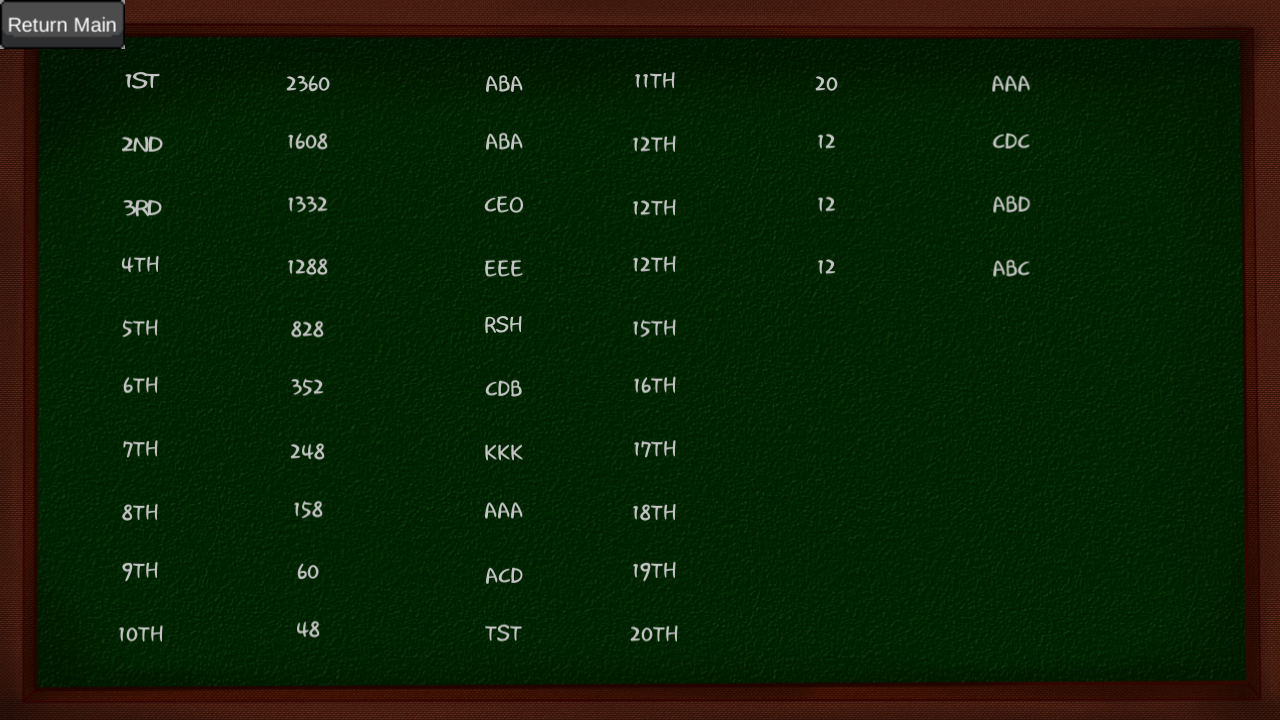 Return Main
1ST 2360 ABA 11TH 20 AAA
2ND 1608 ABA 12TH 12 CDC
3RD 1332 CEO 12TH 12 ABD
4TH 1288 EEE 12TH 12 ABC
5TH 828 RSH 15TH
6TH 352 CDB 16TH
7TH 248 KKK 17TH
8TH 158 AAA 18TH
9TH 60 ACD 19TH
10TH 48 TST 20TH